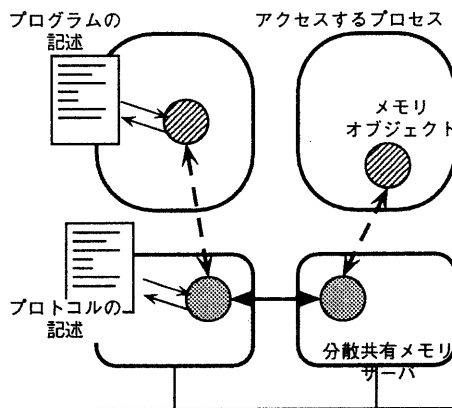 プログラムの
記述
アクセスするプロセス
メモリ
オブジェクト
プロトコルの
記述
分散共有メモリ
サーバ